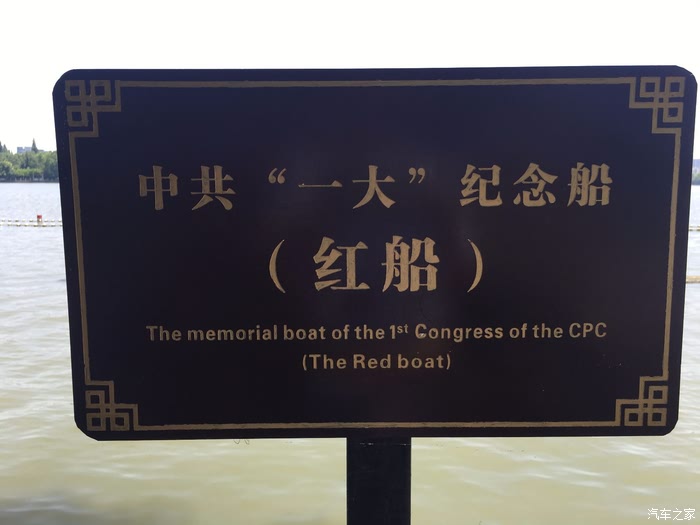 中共“一大”纪念船
（红船）
The memorial boat of the 1st Congress of the CPC
(The Red boat)
汽车之家